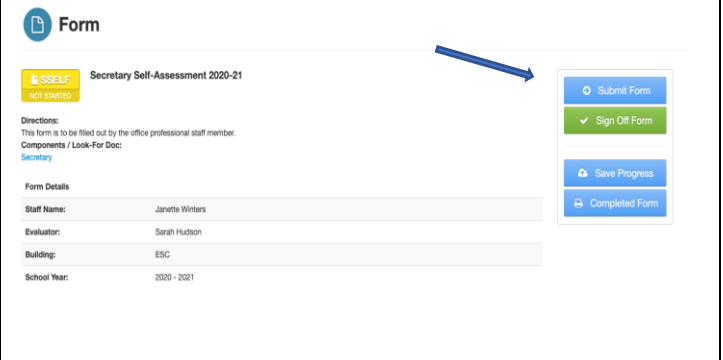 Form
SSELF
NOT STARTED
Secretary Self-Assessment 2020-21
Directions:
This form is to be filled out by the office professional staff member.
Components / Look-For Doc:
Secretary
Form Details
Staff Name: Janette Winters
Evaluator: Sarah Hudson
Building: ESC
School Year: 2020 - 2021
Submit Form
Sign Off Form
Save Progress
Completed Form